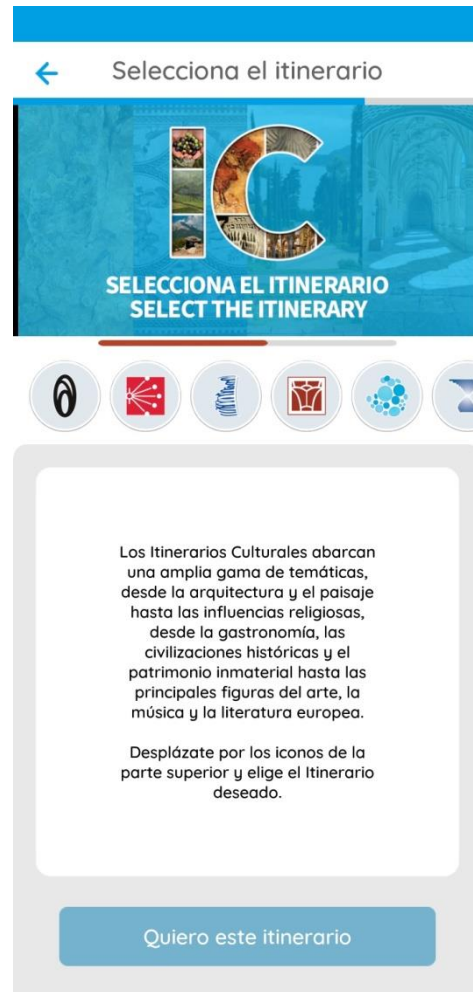 Selecciona el itinerario
IC
SELECCIONA EL ITINERARIO
SELECT THE ITINERARY
Los Itinerarios Culturales abarcan
una amplia gama de temáticas,
desde la arquitectura y el paisaje
hasta las influencias religiosas,
desde la gastronomía, las
civilizaciones históricas y el
patrimonio inmaterial hasta las
principales figuras del arte, la
música y la literatura europea.
Desplázate por los iconos de la
parte superior y elige el Itinerario
deseado.
Quiero este itinerario